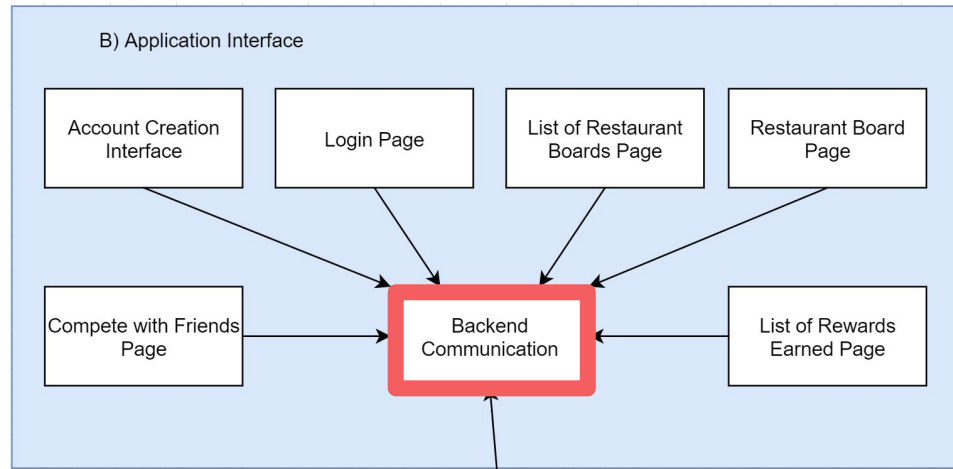 B) Application Interface
Account Creation
Interface
Login Page
List of Restaurant
Boards Page
Restaurant Board
Page
Compete with Friends
Page
Backend
Communication
List of Rewards
Earned Page